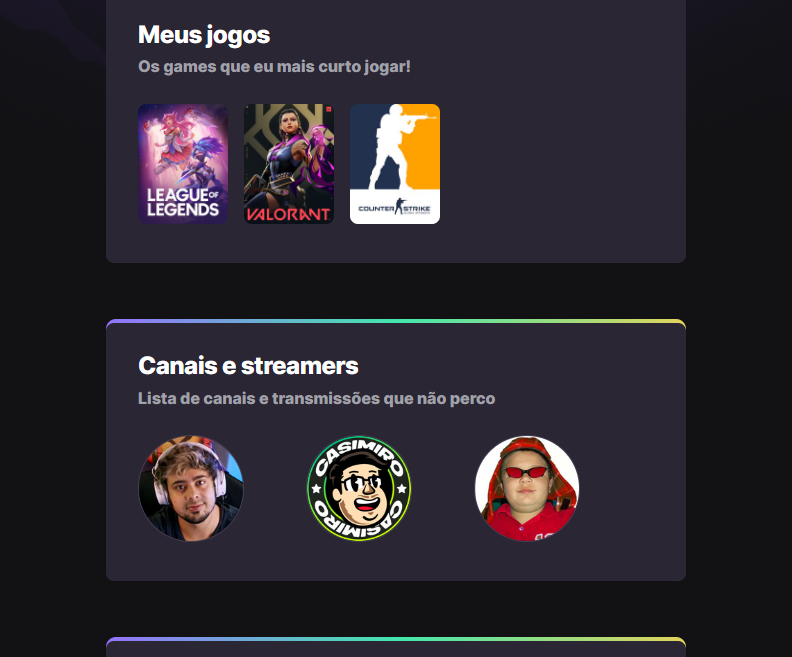 Meus jogos
Os games que eu mais curto jogar!
LEAGUE OF
LEGENDS
VALORANT
COUNTER STRIKE
Canais e streamers
Lista de canais e transmissões que não perco
CASIMIRO
CASIMIRO